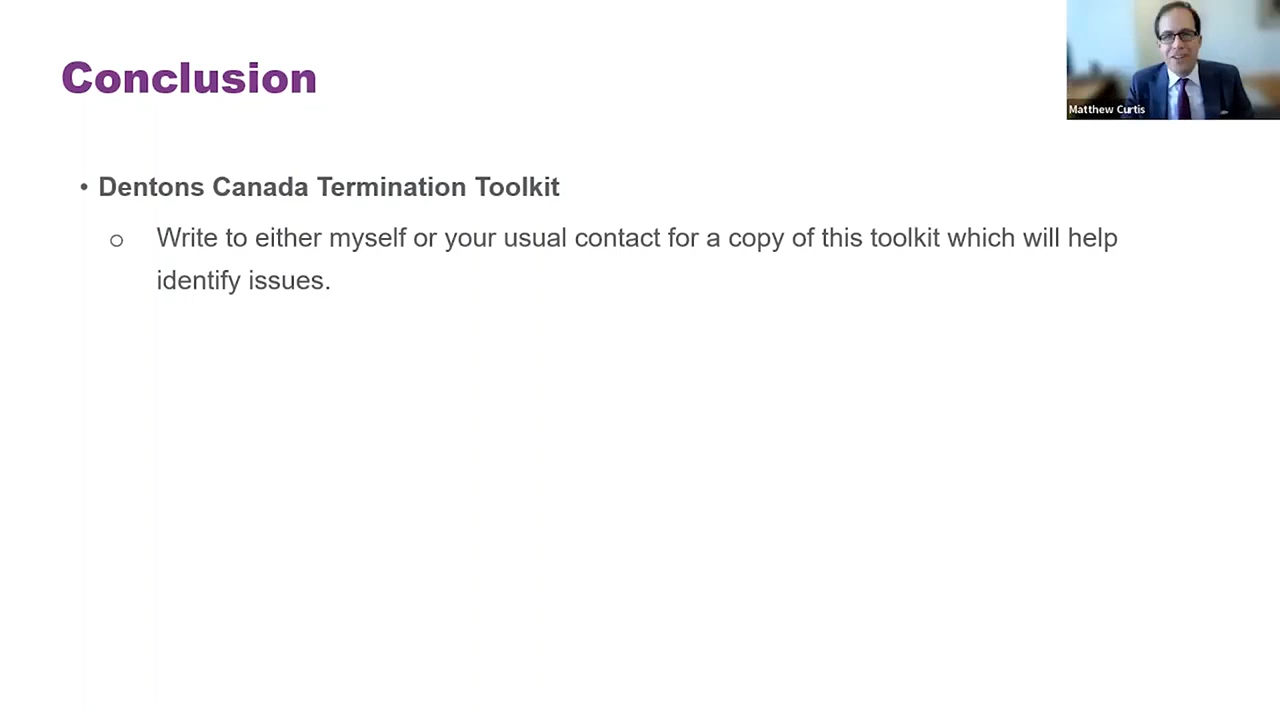 Conclusion
Matthew Curtis
• Dentons Canada Termination Toolkit
o Write to either myself or your usual contact for a copy of this toolkit which will help
identify issues.